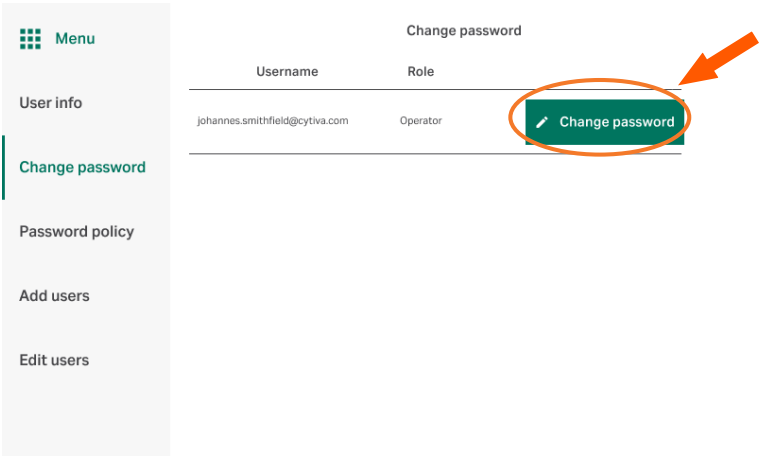 Menu
User info
Change password
Password policy
Add users
Edit users
Change password
Username Role
johannes.smithfield@cytiva.com Operator Change password